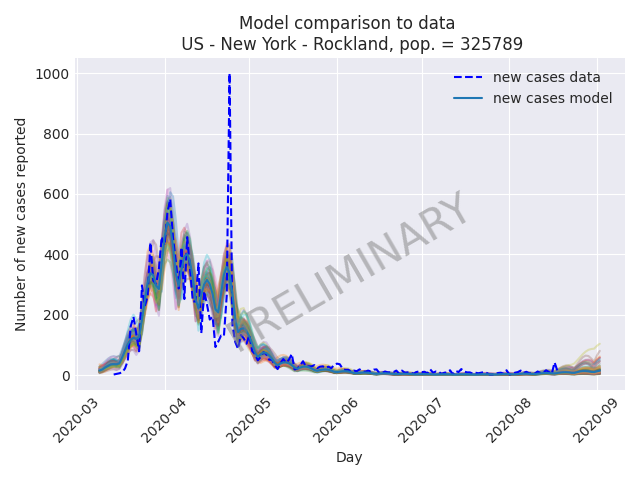 Model comparison to data
US - New York - Rockland, pop. = 325789
1000
800
600
400
200
0
Number of new cases reported
new cases data
new cases model
PRELIMINARY
2020-03
2020-04
2020-05
2020-06
2020-07
2020-08
2020-09
Day